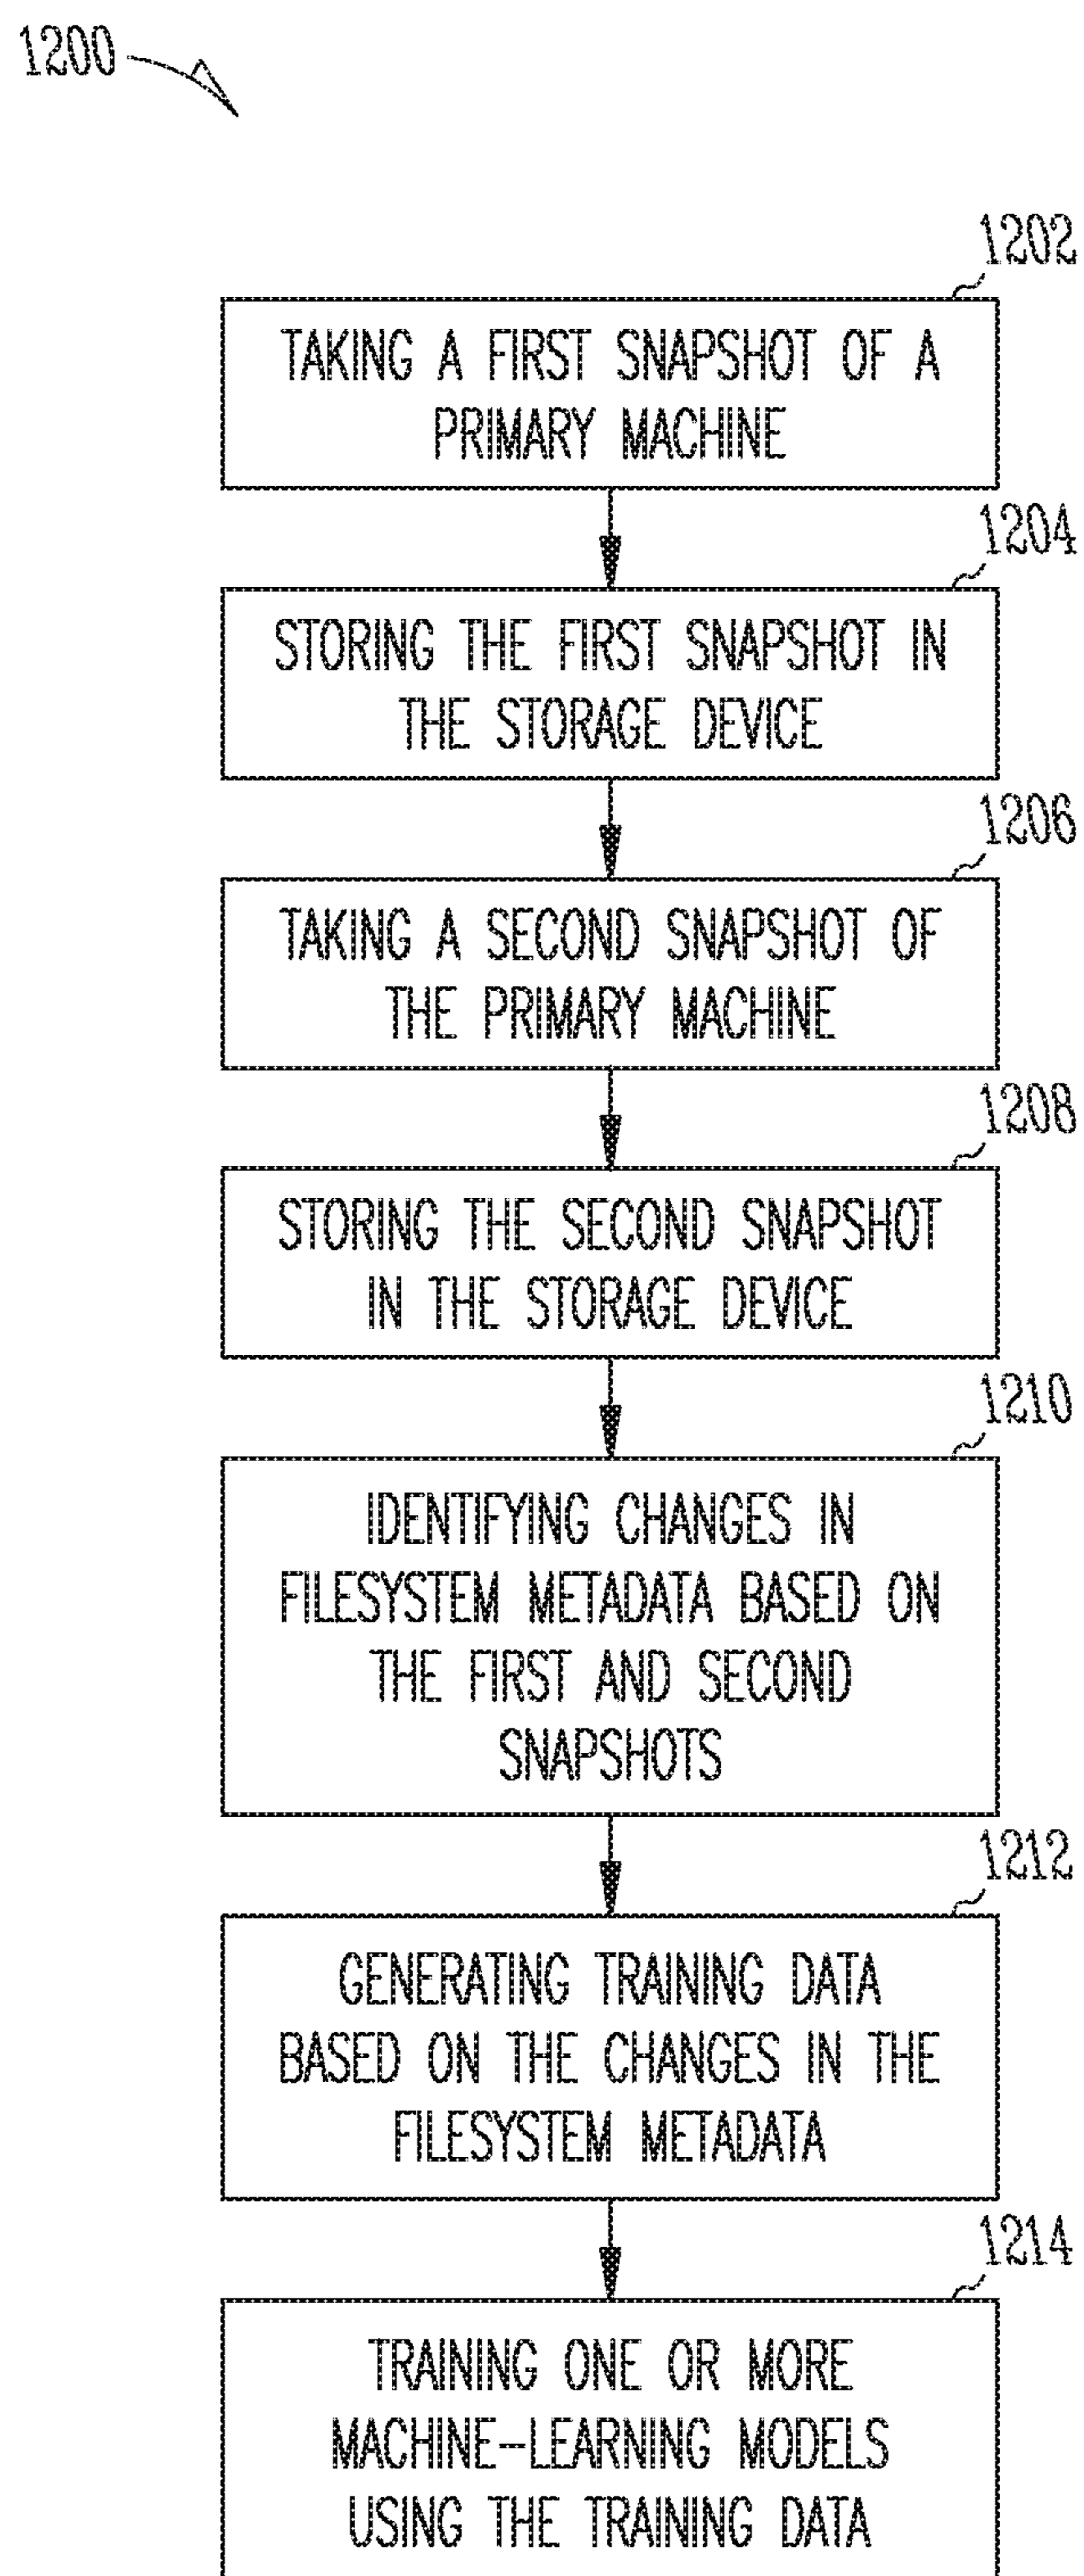 1200
1202
TAKING A FIRST SNAPSHOT OF A
PRIMARY MACHINE
1204
STORING THE FIRST SNAPSHOT IN
THE STORAGE DEVICE
1206
TAKING A SECOND SNAPSHOT OF
THE PRIMARY MACHINE
1208
STORING THE SECOND SNAPSHOT
IN THE STORAGE DEVICE
1210
IDENTIFYING CHANGES IN
FILESYSTEM METADATA BASED ON
THE FIRST AND SECOND
SNAPSHOTS
1212
GENERATING TRAINING DATA
BASED ON THE CHANGES IN THE
FILESYSTEM METADATA
1214
TRAINING ONE OR MORE
MACHINE-LEARNING MODELS
USING THE TRAINING DATA